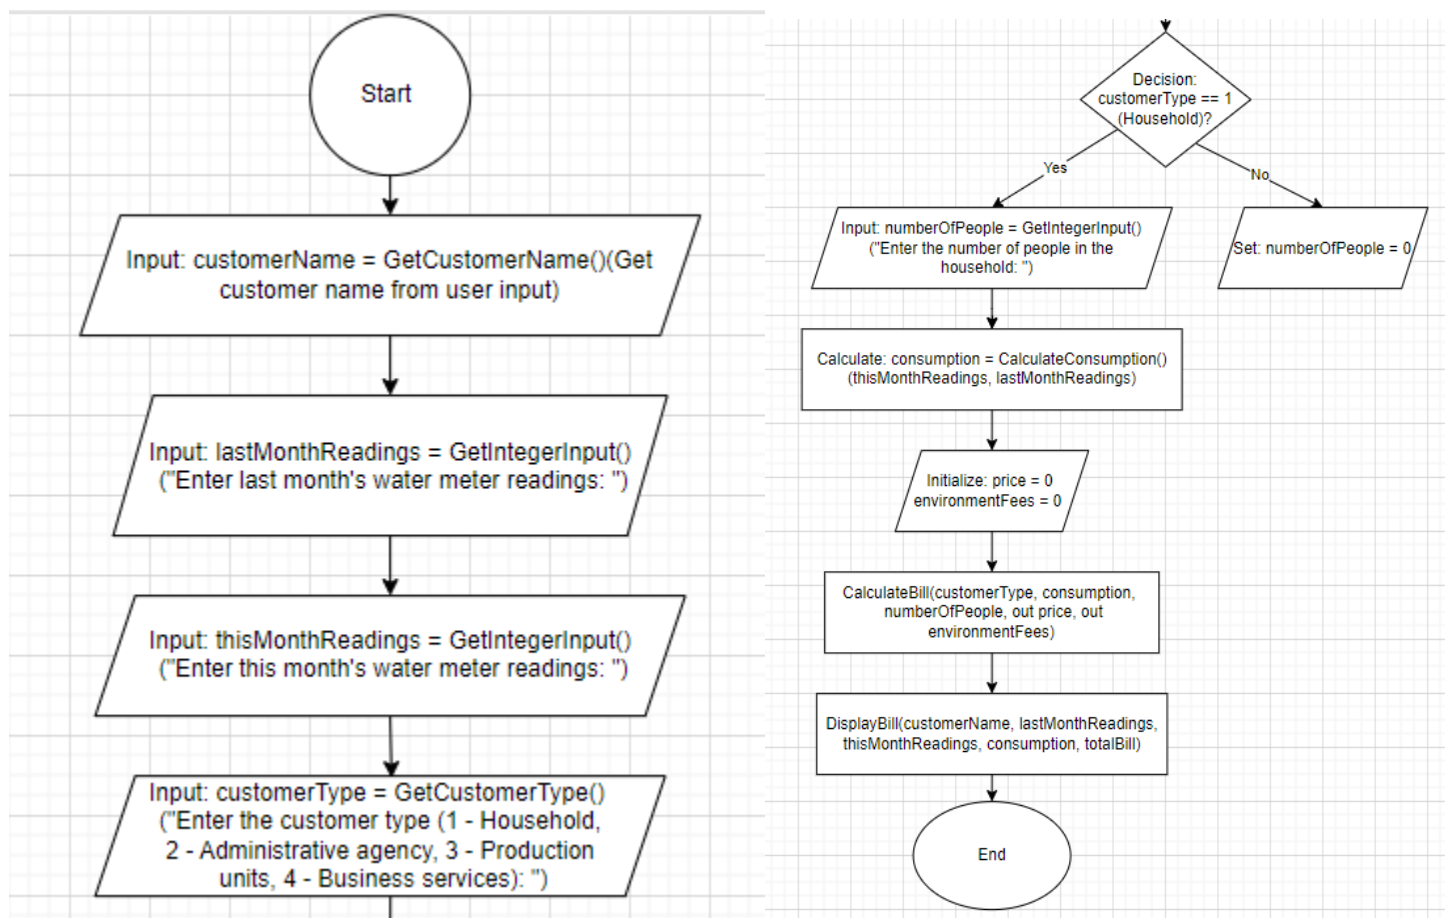 Start
Input: customerName = GetCustomerName()(Get
customer name from user input)
Input: lastMonthReadings = GetIntegerInput()
("Enter last month's water meter readings: ")
Input: thisMonthReadings = GetIntegerInput()
("Enter this month's water meter readings: ")
Input: customerType = GetCustomerType()
("Enter the customer type (1 - Household,
2 - Administrative agency, 3 - Production
units, 4 - Business services): ")
Decision:
customerType == 1
(Household)?
Yes
No
Input: numberOfPeople = GetIntegerInput()
("Enter the number of people in the
household: ")
Set: numberOfPeople = 0
Calculate: consumption = CalculateConsumption()
(thisMonthReadings, lastMonthReadings)
Initialize: price = 0
environmentFees = 0
CalculateBill(customerType, consumption,
numberOfPeople, out price, out
environmentFees)
DisplayBill(customerName, lastMonthReadings,
thisMonthReadings, consumption, totalBill)
End